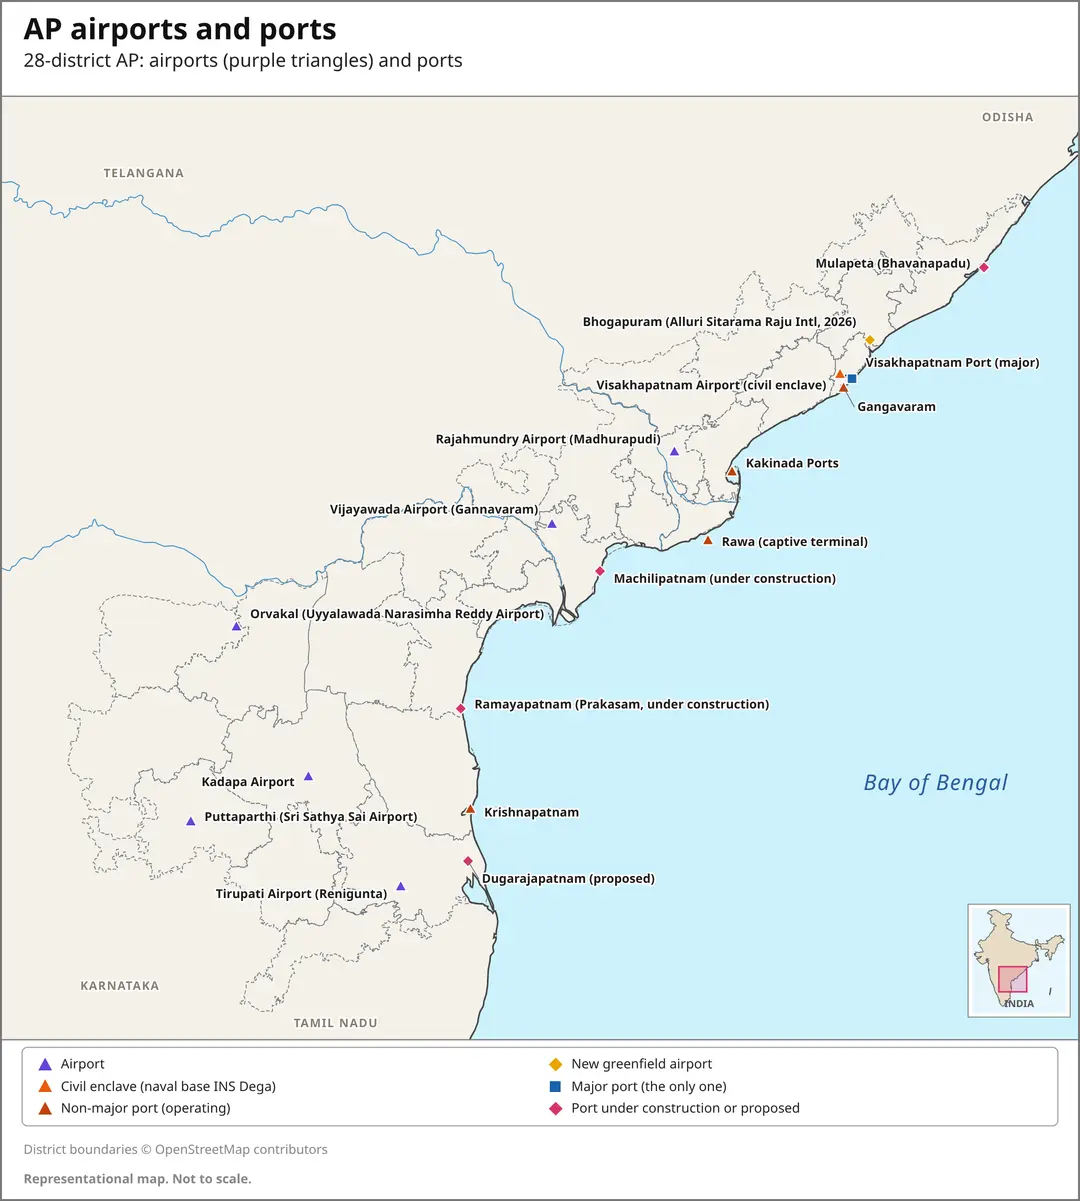 AP airports and ports
28-district AP: airports (purple triangles) and ports
ODISHA
TELANGANA
Mulapeta (Bhavanapadu)
Bhogapuram (Alluri Sitarama Raju Intl, 2026)
Visakhapatnam Port (major)
Visakhapatnam Airport (civil enclave)
Gangavaram
Rajahmundry Airport (Madhurapudi)
Kakinada Ports
Vijayawada Airport (Gannavaram)
Rawa (captive terminal)
Machilipatnam (under construction)
Orvakal (Uyyalawada Narasimha Reddy Airport)
Ramayapatnam (Prakasam, under construction)
Kadapa Airport
Bay of Bengal
Puttaparthi (Sri Sathya Sai Airport)
Krishnapatnam
Dugarajapatnam (proposed)
Tirupati Airport (Renigunta)
KARNATAKA
TAMIL NADU
INDIA
Airport
Civil enclave (naval base INS Dega)
Non-major port (operating)
New greenfield airport
Major port (the only one)
Port under construction or proposed
District boundaries © OpenStreetMap contributors
Representational map. Not to scale.